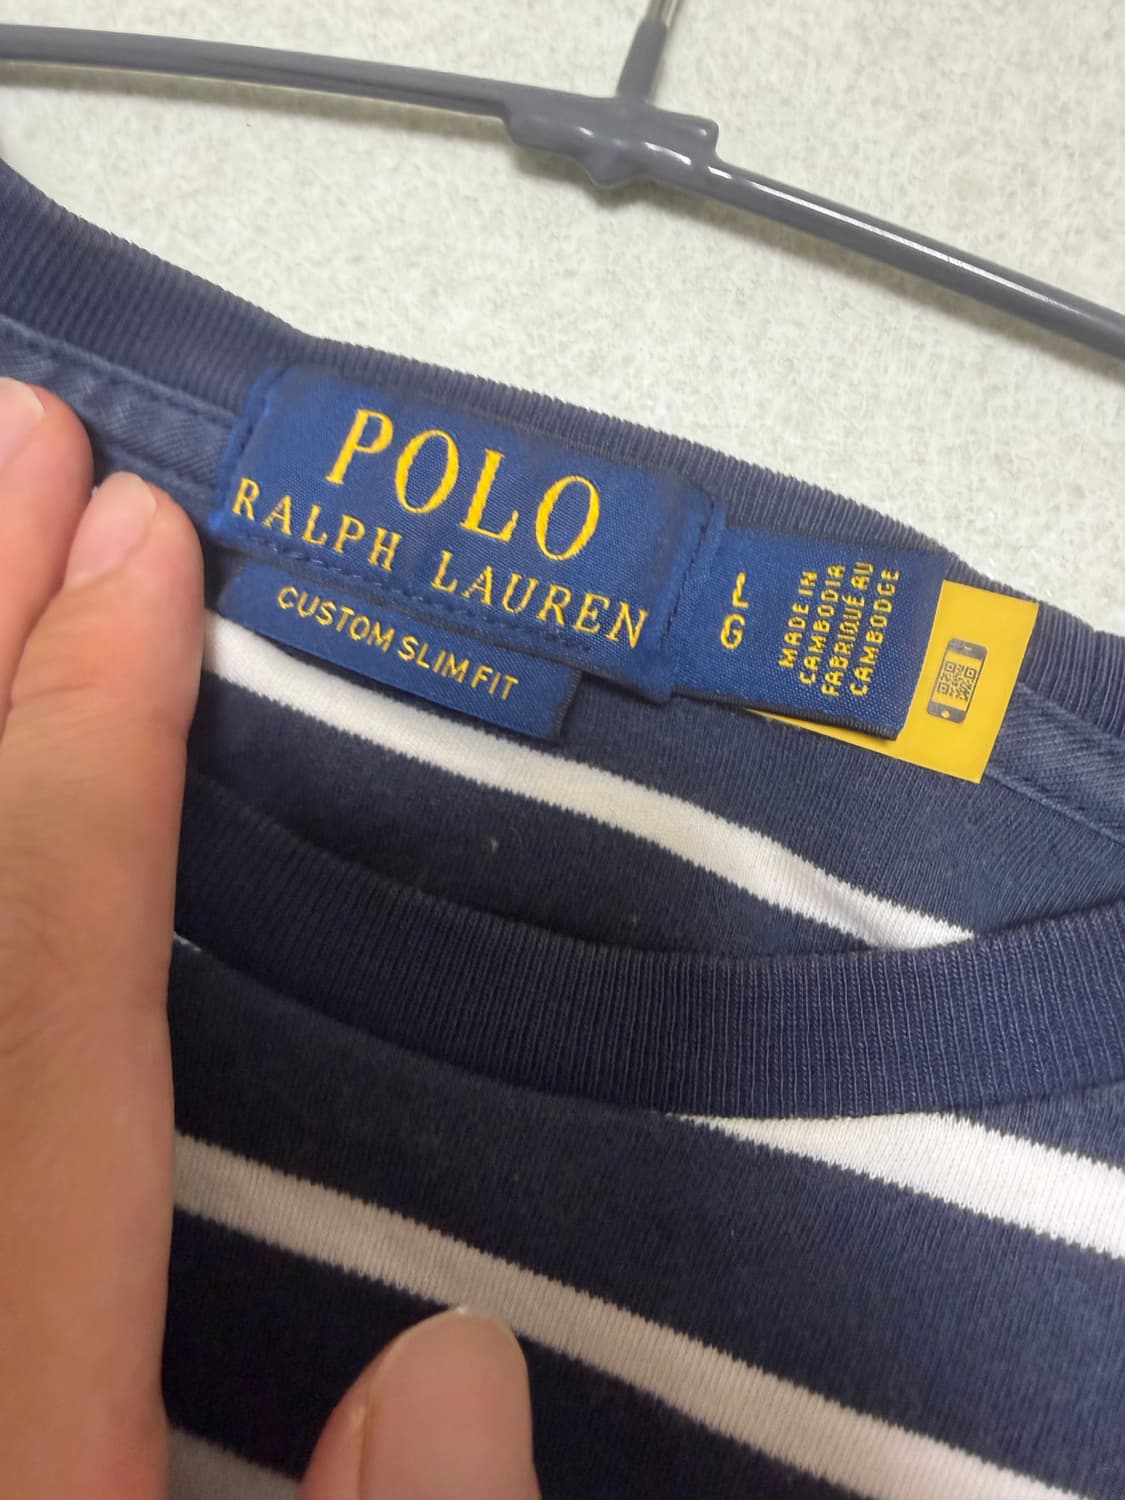 POLO
RALPH LAUREN
CUSTOM SLIM FIT
L
G
MADE IN
CAMBODIA
FABRIQUÉ AU
CAMBODGE